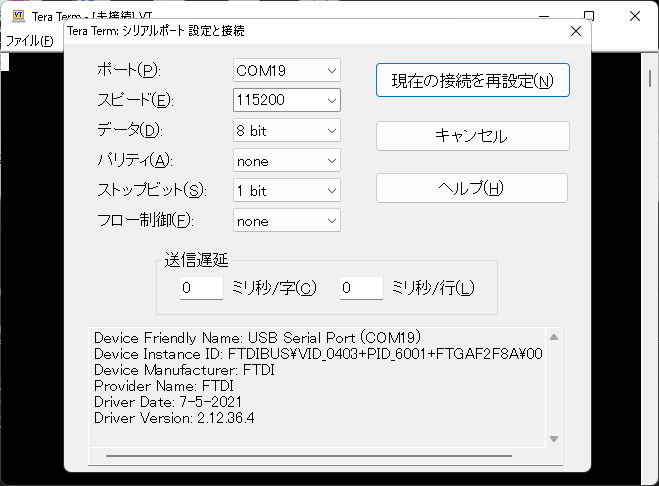 Tera Term - [未接続] VT
ファイル(F)
Tera Term: シリアルポート 設定と接続
ポート(P): COM19
現在の接続を再設定(N)
スピード(E): 115200
データ(D): 8 bit
キャンセル
パリティ(A): none
ストップビット(S): 1 bit
ヘルプ(H)
フロー制御(F): none
送信遅延
0 ミリ秒/字(C) 0 ミリ秒/行(L)
Device Friendly Name: USB Serial Port (COM19)
Device Instance ID: FTDIBUS¥VID_0403+PID_6001+FTGAF2F8A¥00
Device Manufacturer: FTDI
Provider Name: FTDI
Driver Date: 7-5-2021
Driver Version: 2.12.36.4